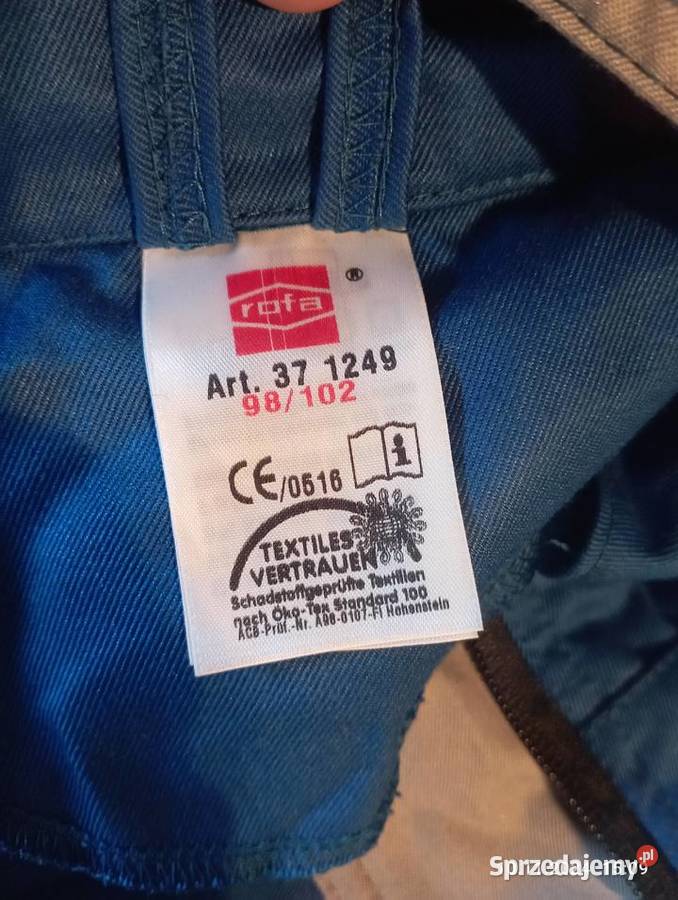 rofa ®
Art. 37 1249
98/102
CE/0516
TEXTILES
VERTRAUEN
Schadstoffgeprüfte Textilien
nach Öko-Tex Standard 100
ACB-Prüf.-Nr. A98-0107-FI Hohenstein
Sprzedajemy.pl